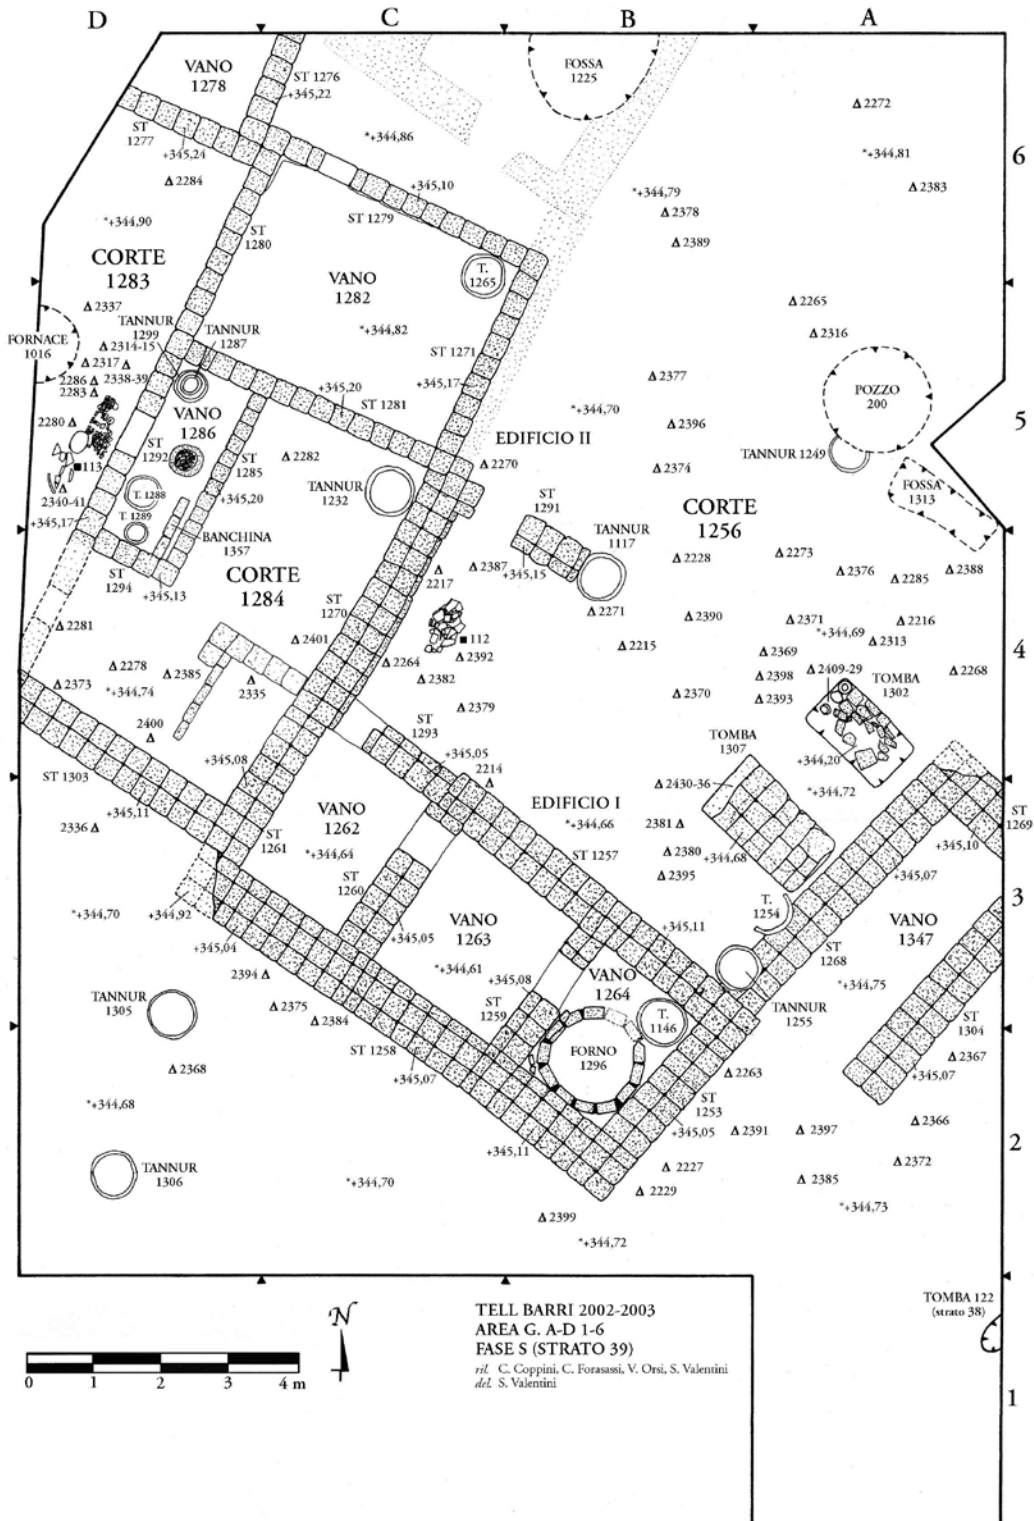 D C B A
VANO
1278
ST 1276
+345,22
FOSSA
1225
ST
1277
+345,24
*+344,86
Δ 2272
*+344,81
6
Δ 2284
+345,10
ST 1279
*+344,79
Δ 2378
Δ 2383
*+344,90
ST
1280
Δ 2389
CORTE
1283
VANO
1282
T.
1265
Δ 2337
TANNUR
1299
TANNUR
1287
*+344,82
Δ 2265
FORNACE
1016
Δ 2314-15
Δ 2317
Δ 2316
ST 1271
2286 Δ
2338-39
2283 Δ
+345,20
+345,17
Δ 2377
POZZO
200
VANO
1286
ST 1281
*+344,70
2280 Δ
Δ 2396
5
ST
1292
ST
1285
EDIFICIO II
■ 113
Δ 2282
Δ 2270
Δ 2374
TANNUR 1249
2340-41
T. 1288
+345,20
TANNUR
1232
FOSSA
1313
ST
1291
CORTE
1256
+345,17
T. 1289
BANCHINA
1357
TANNUR
1117
ST
1294
+345,13
CORTE
1284
Δ 2217
Δ 2387
+345,15
Δ 2228
Δ 2273
Δ 2376
Δ 2285
Δ 2388
ST
1270
Δ 2271
Δ 2390
Δ 2371
Δ 2216
Δ 2281
Δ 2401
■ 112
Δ 2215
*+344,69
Δ 2313
4
Δ 2278
Δ 2385
Δ 2264
Δ 2392
Δ 2369
Δ 2373
*+344,74
2335
Δ 2382
Δ 2398
Δ 2409-29
Δ 2268
Δ 2370
Δ 2393
TOMBA
1302
2400
Δ 2379
ST
1293
TOMBA
1307
ST 1303
+345,08
+345,05
2214
+344,20
+345,11
VANO
1262
EDIFICIO I
Δ 2430-36
*+344,72
ST
1269
2336 Δ
ST
1261
*+344,66
2381 Δ
*+344,64
ST 1257
Δ 2380
+344,68
+345,10
ST
1260
Δ 2395
+345,07
*+344,70
+344,92
VANO
1263
T.
1254
3
+345,04
+345,05
+345,11
VANO
1347
2394 Δ
*+344,61
+345,08
VANO
1264
ST
1268
TANNUR
1305
Δ 2375
Δ 2384
ST
1259
T.
1146
TANNUR
1255
*+344,75
ST
1304
ST 1258
FORNO
1296
Δ 2367
Δ 2368
+345,07
Δ 2263
+345,07
ST
1253
*+344,68
+345,05
Δ 2391
Δ 2397
Δ 2366
+345,11
2
TANNUR
1306
*+344,70
Δ 2227
Δ 2372
Δ 2229
Δ 2385
Δ 2399
*+344,73
*+344,72
TOMBA 122
(strato 38)
N
TELL BARRI 2002-2003
AREA G. A-D 1-6
FASE S (STRATO 39)
ril. C. Coppini, C. Forasassi, V. Orsi, S. Valentini
del. S. Valentini
0 1 2 3 4 m
1